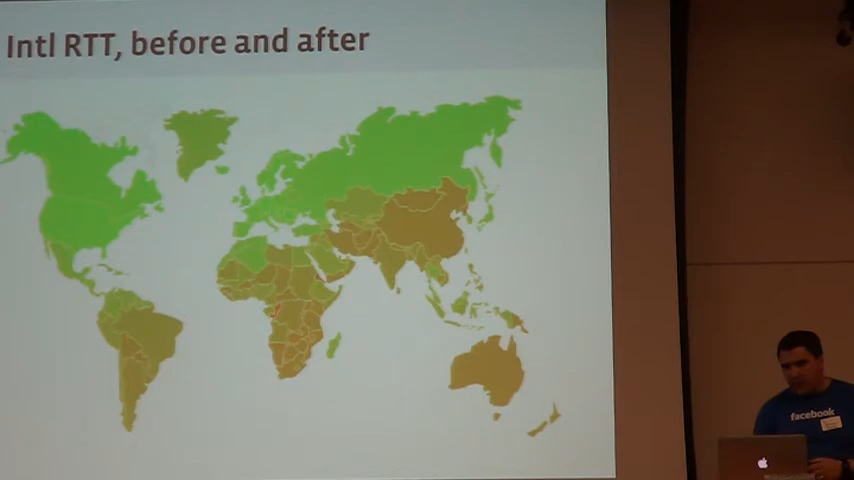 Intl RTT, before and after
facebook